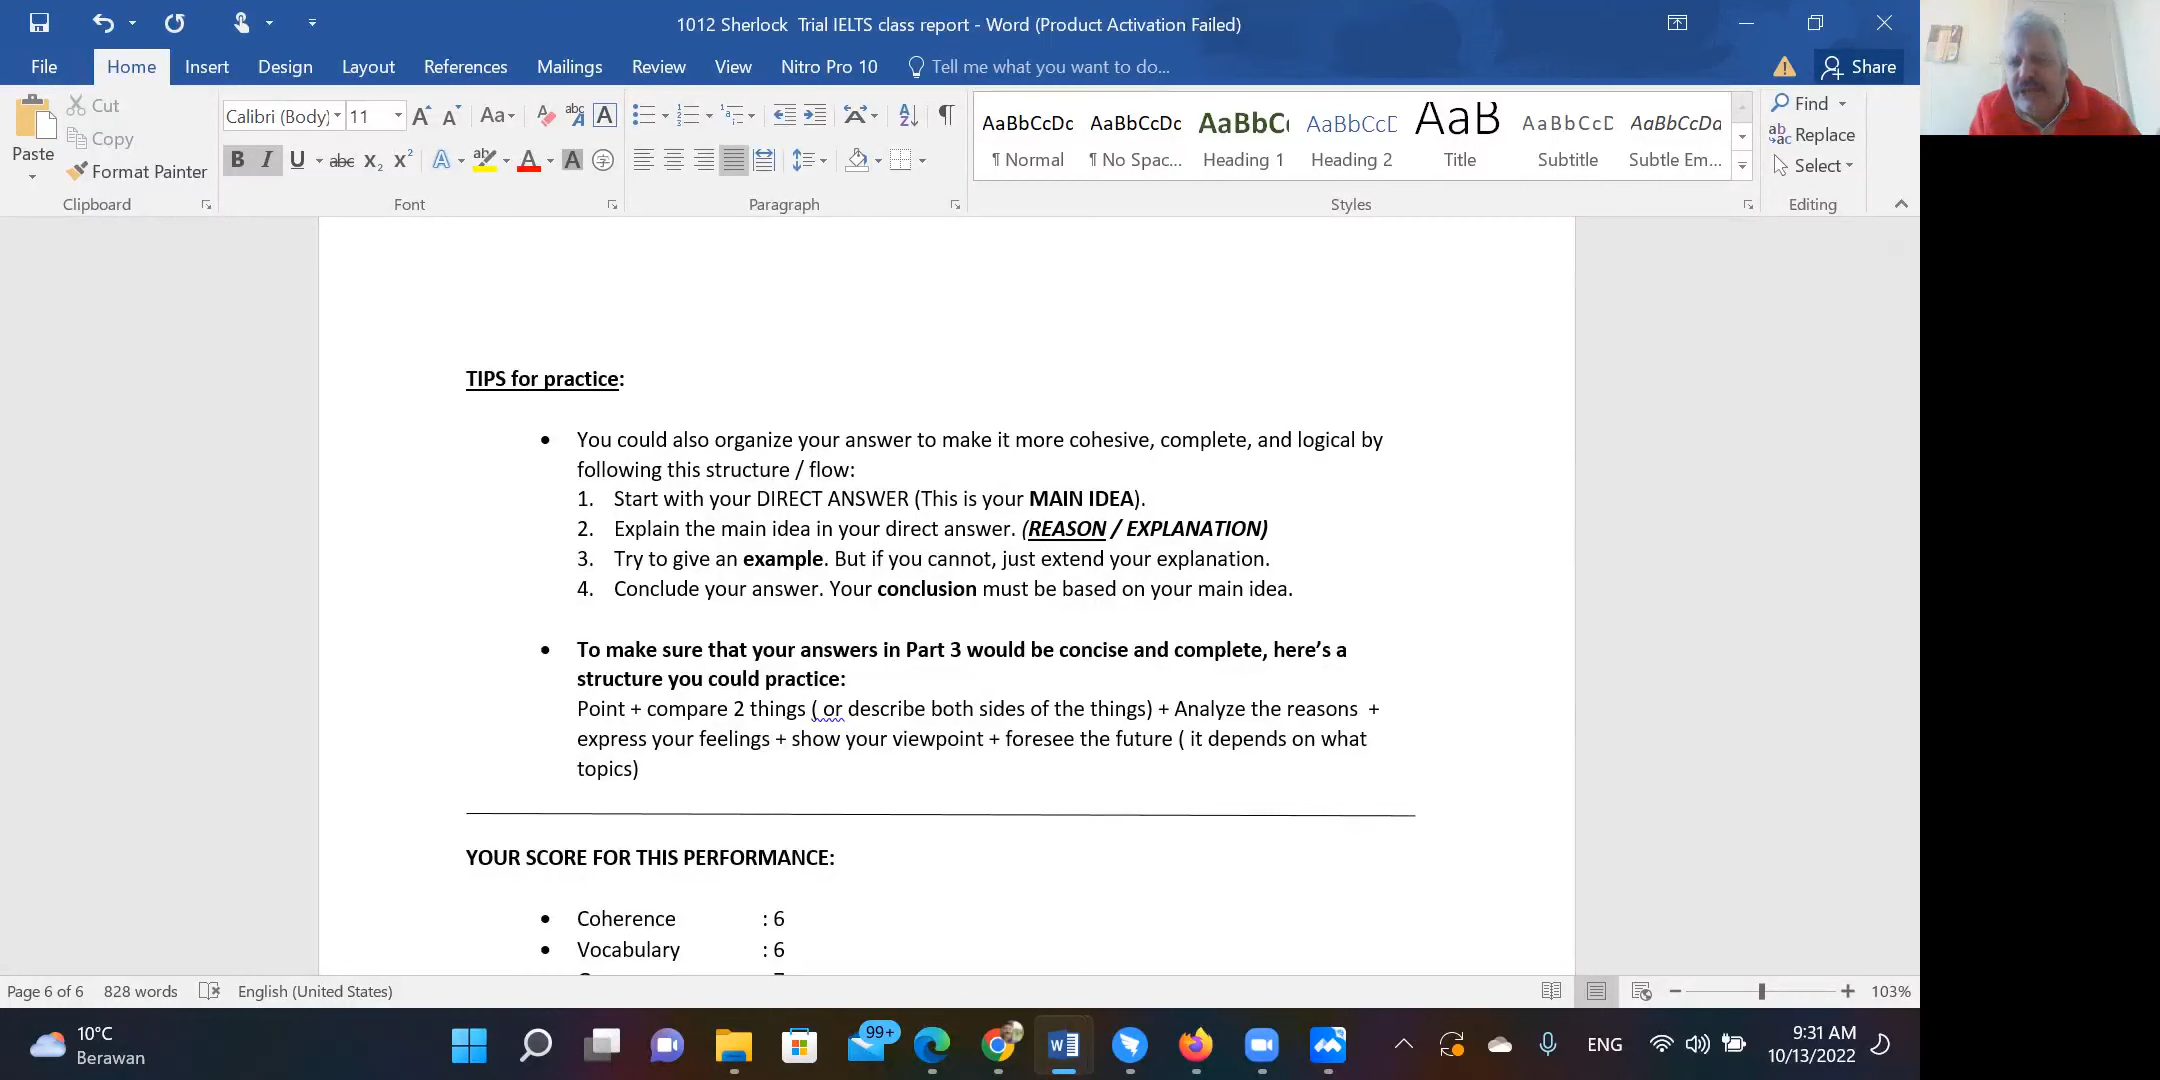 1012 Sherlock  Trial IELTS class report - Word (Product Activation Failed)
File Home Insert Design Layout References Mailings Review View Nitro Pro 10 Tell me what you want to do... Share
Cut
Copy
Paste
Format Painter
Calibri (Body) 11
AaBbCcDc AaBbCcDc AaBbC AaBbCcD AaB AaBbCcD AaBbCcDd
¶ Normal ¶ No Spac... Heading 1 Heading 2 Title Subtitle Subtle Em...
Find
Replace
Select
Clipboard Font Paragraph Styles Editing
TIPS for practice:
• You could also organize your answer to make it more cohesive, complete, and logical by
following this structure / flow:
1. Start with your DIRECT ANSWER (This is your MAIN IDEA).
2. Explain the main idea in your direct answer. (REASON / EXPLANATION)
3. Try to give an example. But if you cannot, just extend your explanation.
4. Conclude your answer. Your conclusion must be based on your main idea.
• To make sure that your answers in Part 3 would be concise and complete, here's a
structure you could practice:
Point + compare 2 things ( or describe both sides of the things) + Analyze the reasons  +
express your feelings + show your viewpoint + foresee the future ( it depends on what
topics)
YOUR SCORE FOR THIS PERFORMANCE:
• Coherence : 6
• Vocabulary : 6
Page 6 of 6 828 words English (United States) 103%
10°C
Berawan
99+
ENG
9:31 AM
10/13/2022